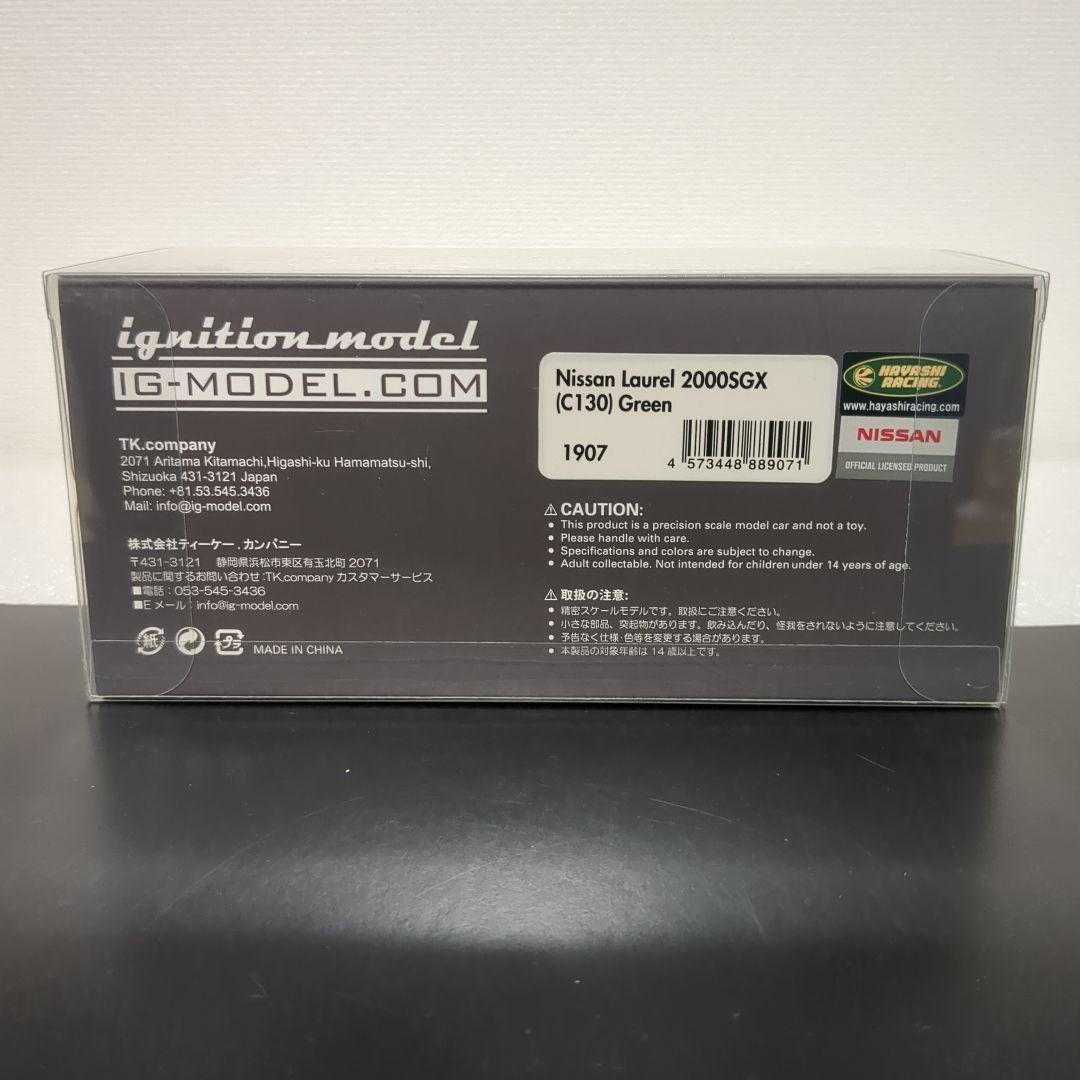 ignition model
IG-MODEL.COM
TK.company
2071 Aritama Kitamachi,Higashi-ku Hamamatsu-shi,
Shizuoka 431-3121 Japan
Phone: +81.53.545.3436
Mail: info@ig-model.com
株式会社ティーケー.カンパニー
〒431-3121 静岡県浜松市東区有玉北町 2071
製品に関するお問い合わせ:TK.company カスタマーサービス
■電話:053-545-3436
■E メール:info@ig-model.com
紙
プラ
MADE IN CHINA
Nissan Laurel 2000SGX
(C130) Green
1907
4 573448 889071
HAYASHI
RACING.
www.hayashiracing.com
NISSAN
OFFICIAL LICENSED PRODUCT
⚠ CAUTION:
• This product is a precision scale model car and not a toy.
• Please handle with care.
• Specifications and colors are subject to change.
• Adult collectable. Not intended for children under 14 years of age.
⚠ 取扱の注意:
• 精密スケールモデルです。取扱にご注意ください。
• 小さな部品、突起物があります。飲み込んだり、怪我をされないように注意してください。
• 予告なく仕様・色等を変更する場合があります。
• 本製品の対象年齢は 14 歳以上です。